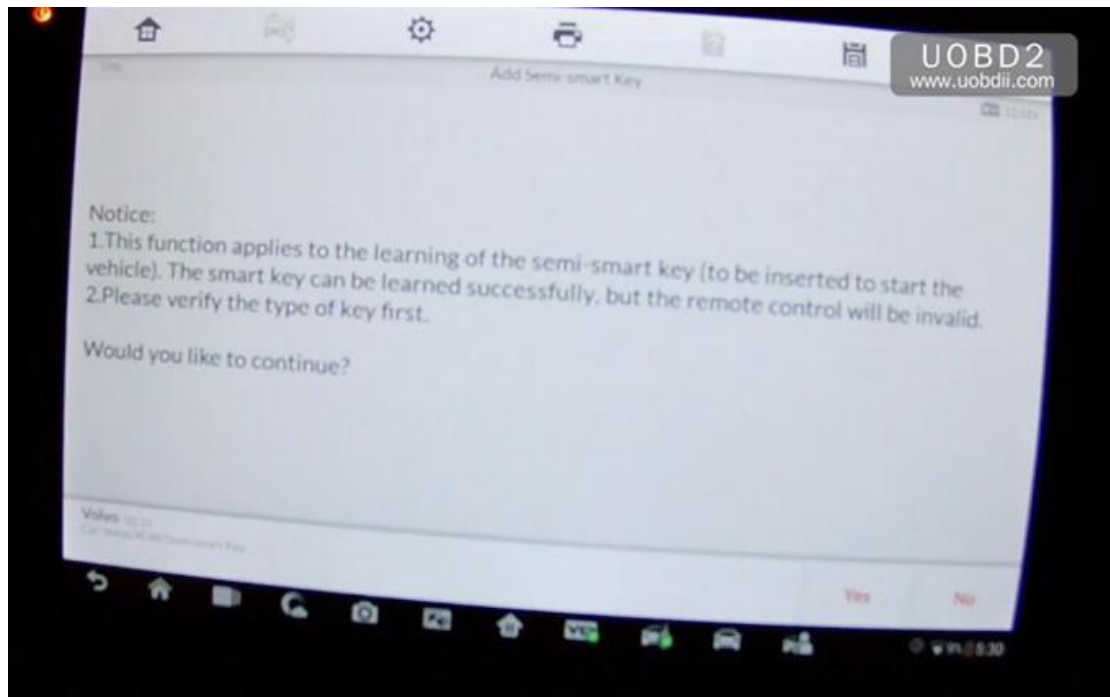 UOBD2
www.uobdii.com
Add Semi-smart Key
Notice:
1.This function applies to the learning of the semi-smart key (to be inserted to start the
vehicle). The smart key can be learned successfully, but the remote control will be invalid.
2.Please verify the type of key first.
Would you like to continue?
Volvo
Yes
No
5:30